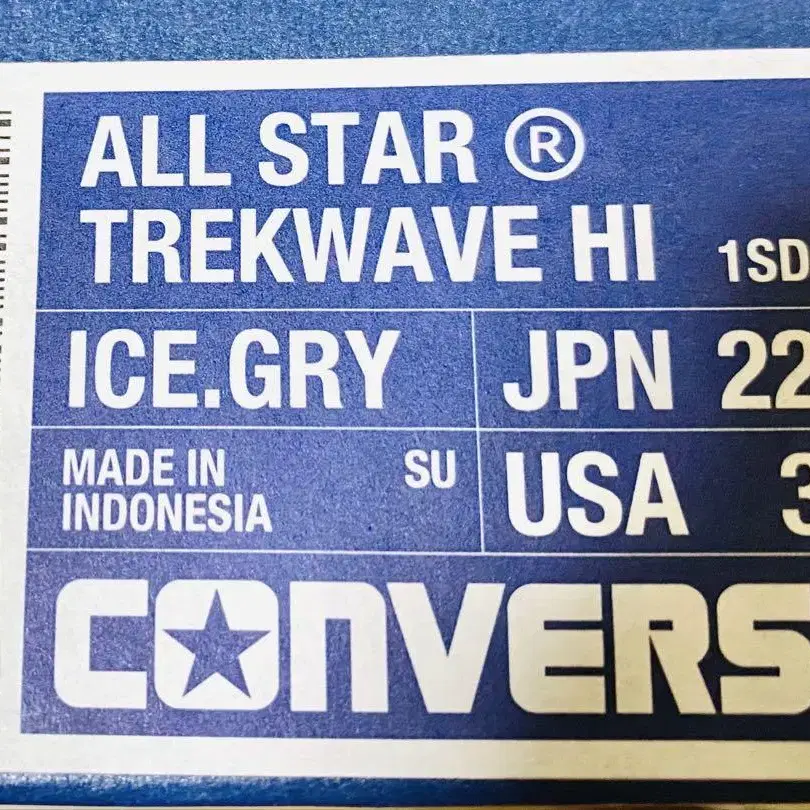 ALL STAR ®
TREKWAVE HI 1SD
ICE.GRY JPN 22
MADE IN SU
INDONESIA
USA 3
CONVERS